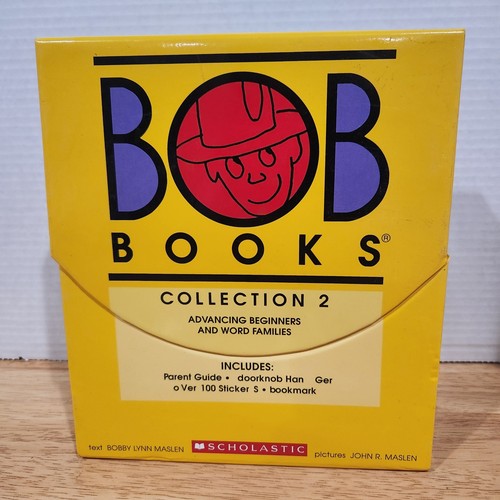 BOB
BOOKS®
COLLECTION 2
ADVANCING BEGINNERS
AND WORD FAMILIES
INCLUDES:
Parent Guide • doorknob Han Ger
o Ver 100 Sticker S • bookmark
text BOBBY LYNN MASLEN
SCHOLASTIC
pictures JOHN R. MASLEN